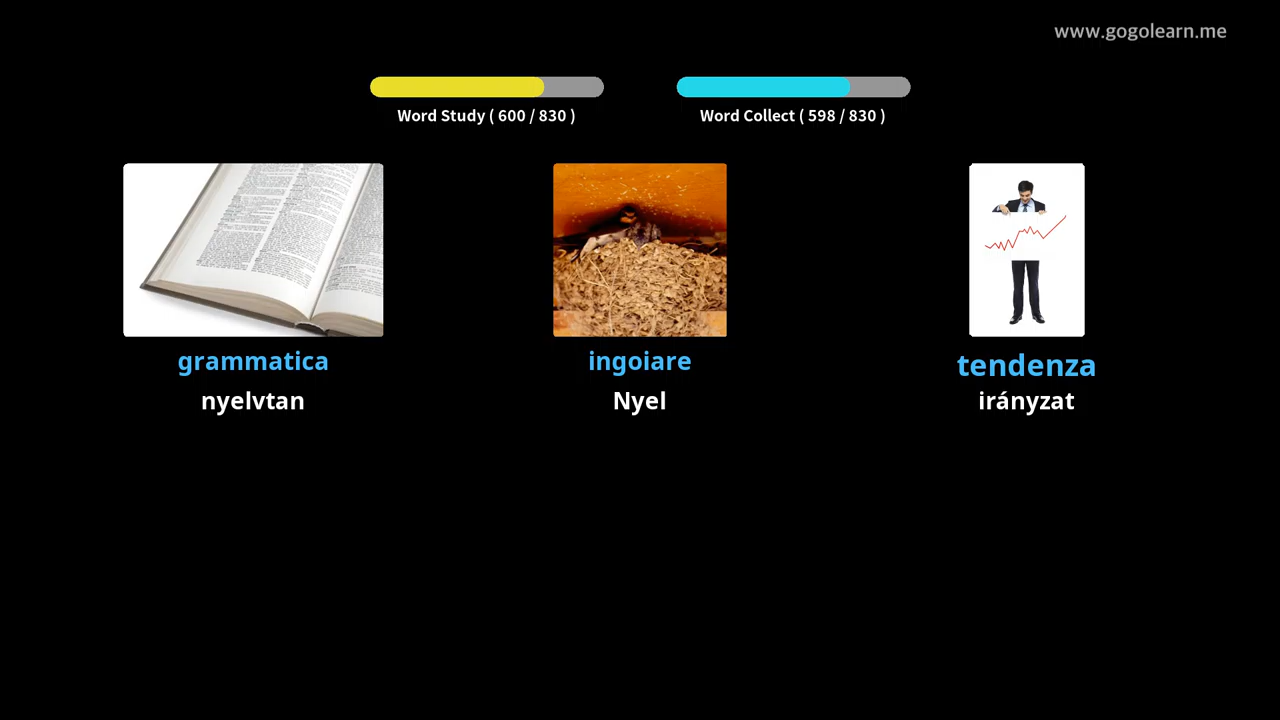 www.gogolearn.me
Word Study ( 600 / 830 )
Word Collect ( 598 / 830 )
grammatica
ingoiare
tendenza
nyelvtan
Nyel
irányzat